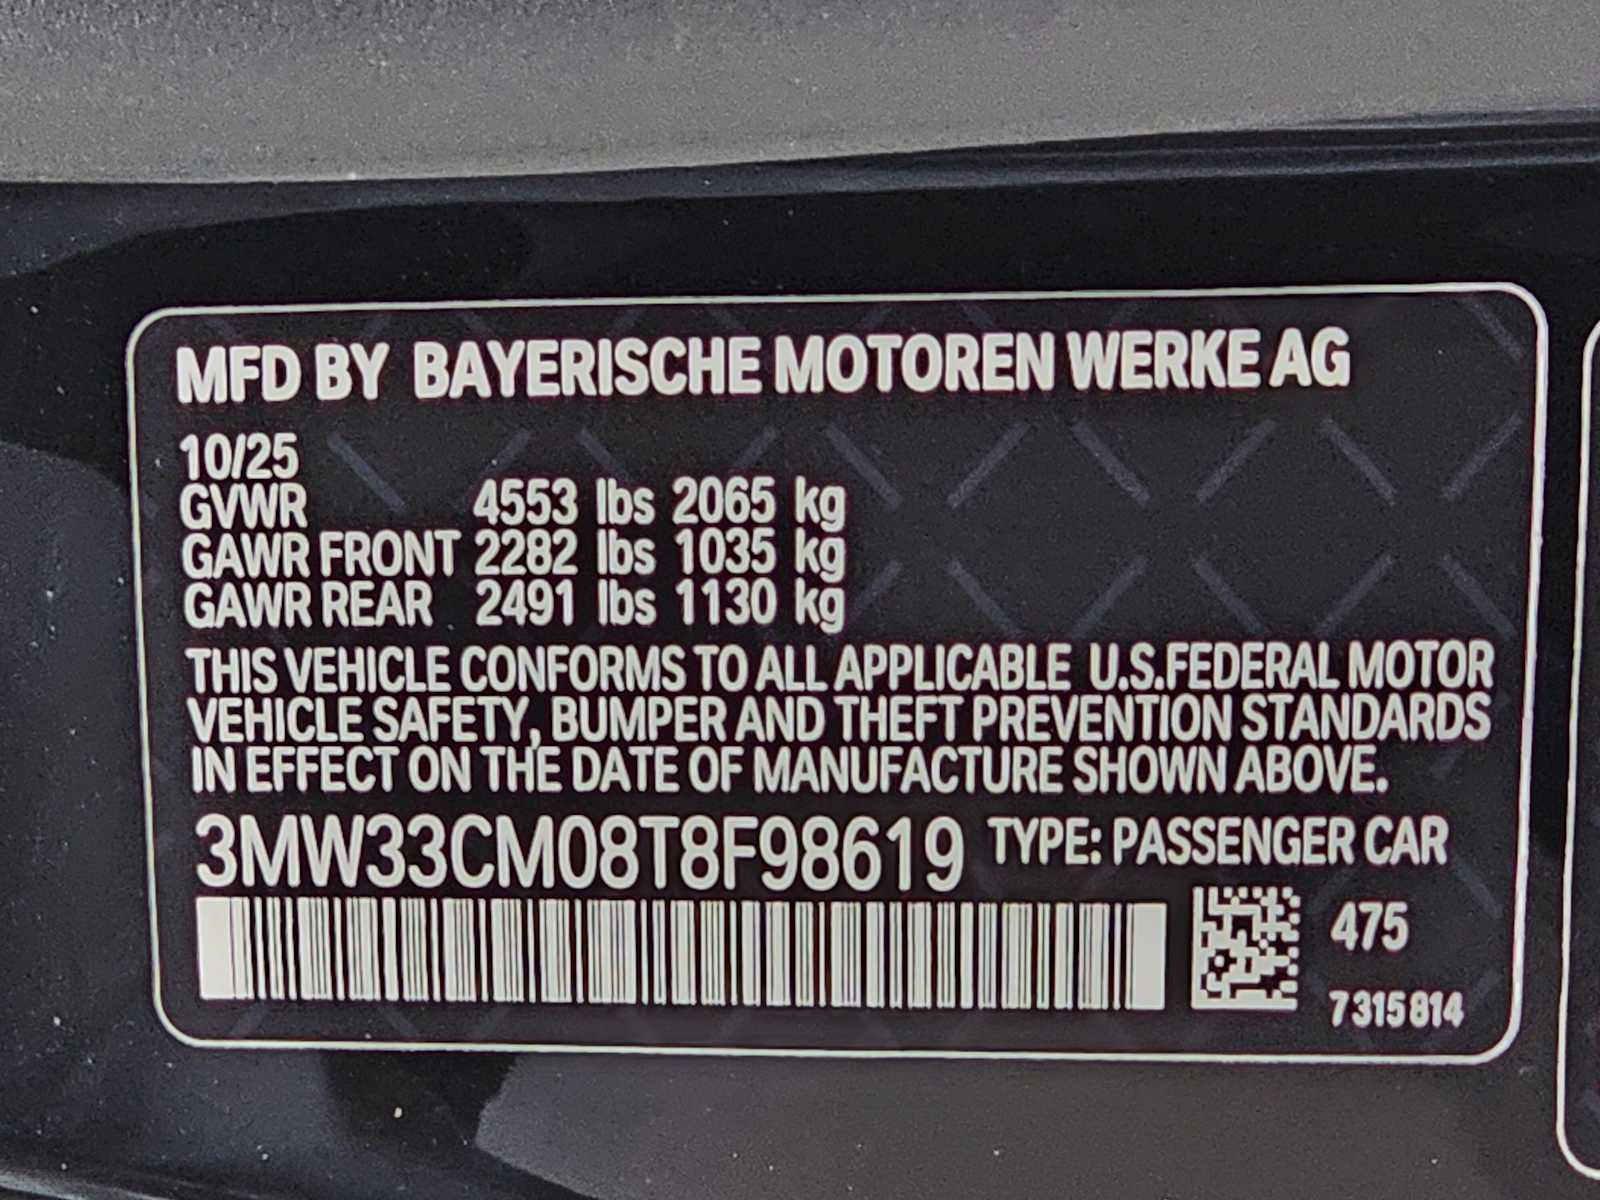 MFD BY BAYERISCHE MOTOREN WERKE AG
10/25
GVWR 4553 lbs 2065 kg
GAWR FRONT 2282 lbs 1035 kg
GAWR REAR 2491 lbs 1130 kg
THIS VEHICLE CONFORMS TO ALL APPLICABLE U.S.FEDERAL MOTOR
VEHICLE SAFETY, BUMPER AND THEFT PREVENTION STANDARDS
IN EFFECT ON THE DATE OF MANUFACTURE SHOWN ABOVE.
3MW33CM08T8F98619 TYPE: PASSENGER CAR
475
7315814